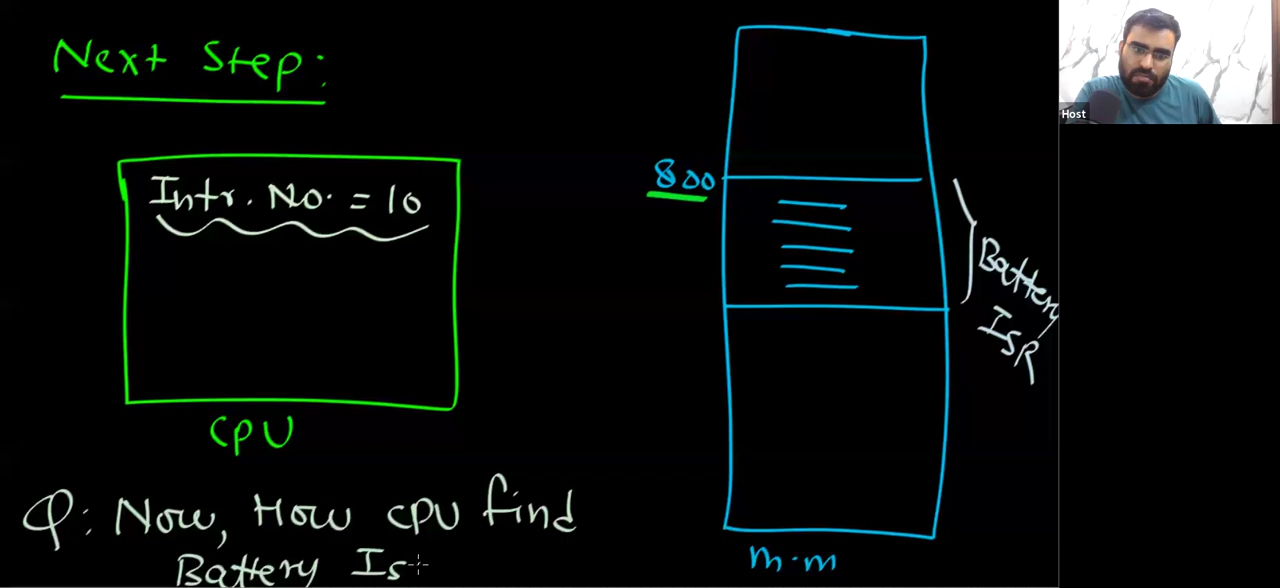 Next Step:
Intr. No. = 10
CPU
800
Battery
ISR
m.m
Q: Now, How CPU find
Battery Is
Host